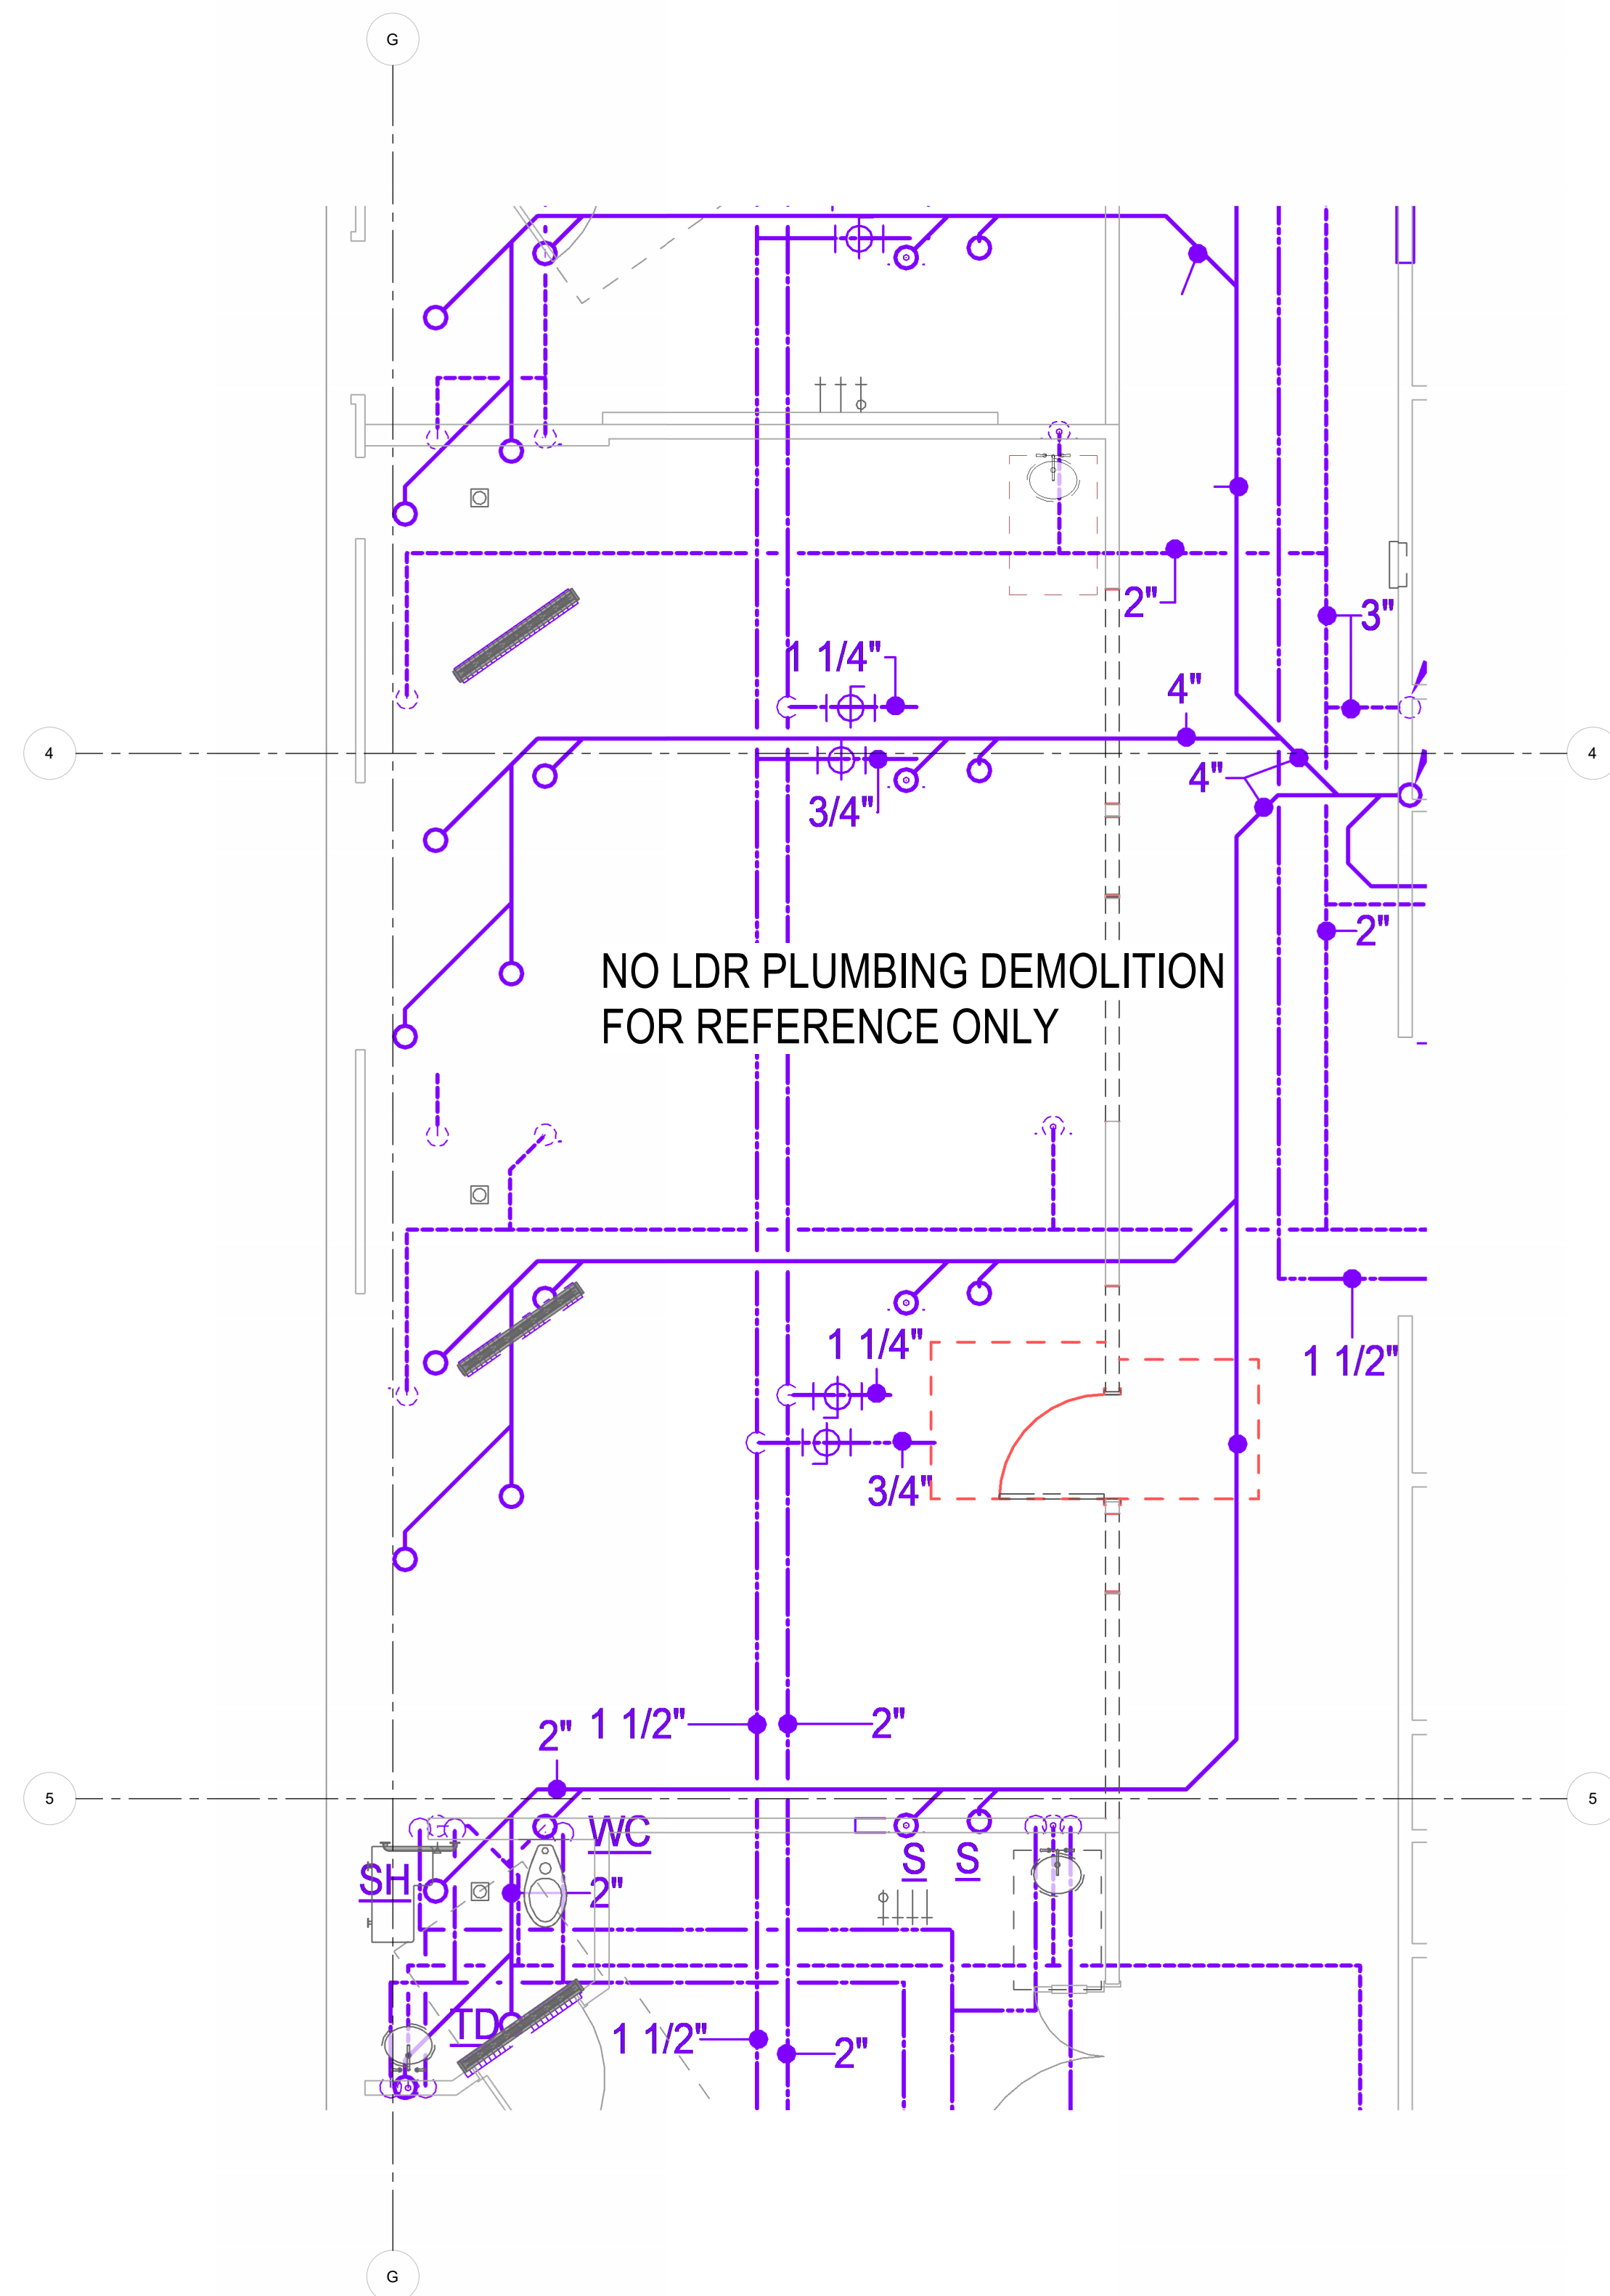 G
2"
3"
1 1/4"
4"
4 4
4"
3/4"
2"
NO LDR PLUMBING DEMOLITION
FOR REFERENCE ONLY
1 1/4"
1 1/2"
3/4"
1 1/2" 2"
2"
5 5
WC
S S
SH
2"
TD
1 1/2"
2"
G